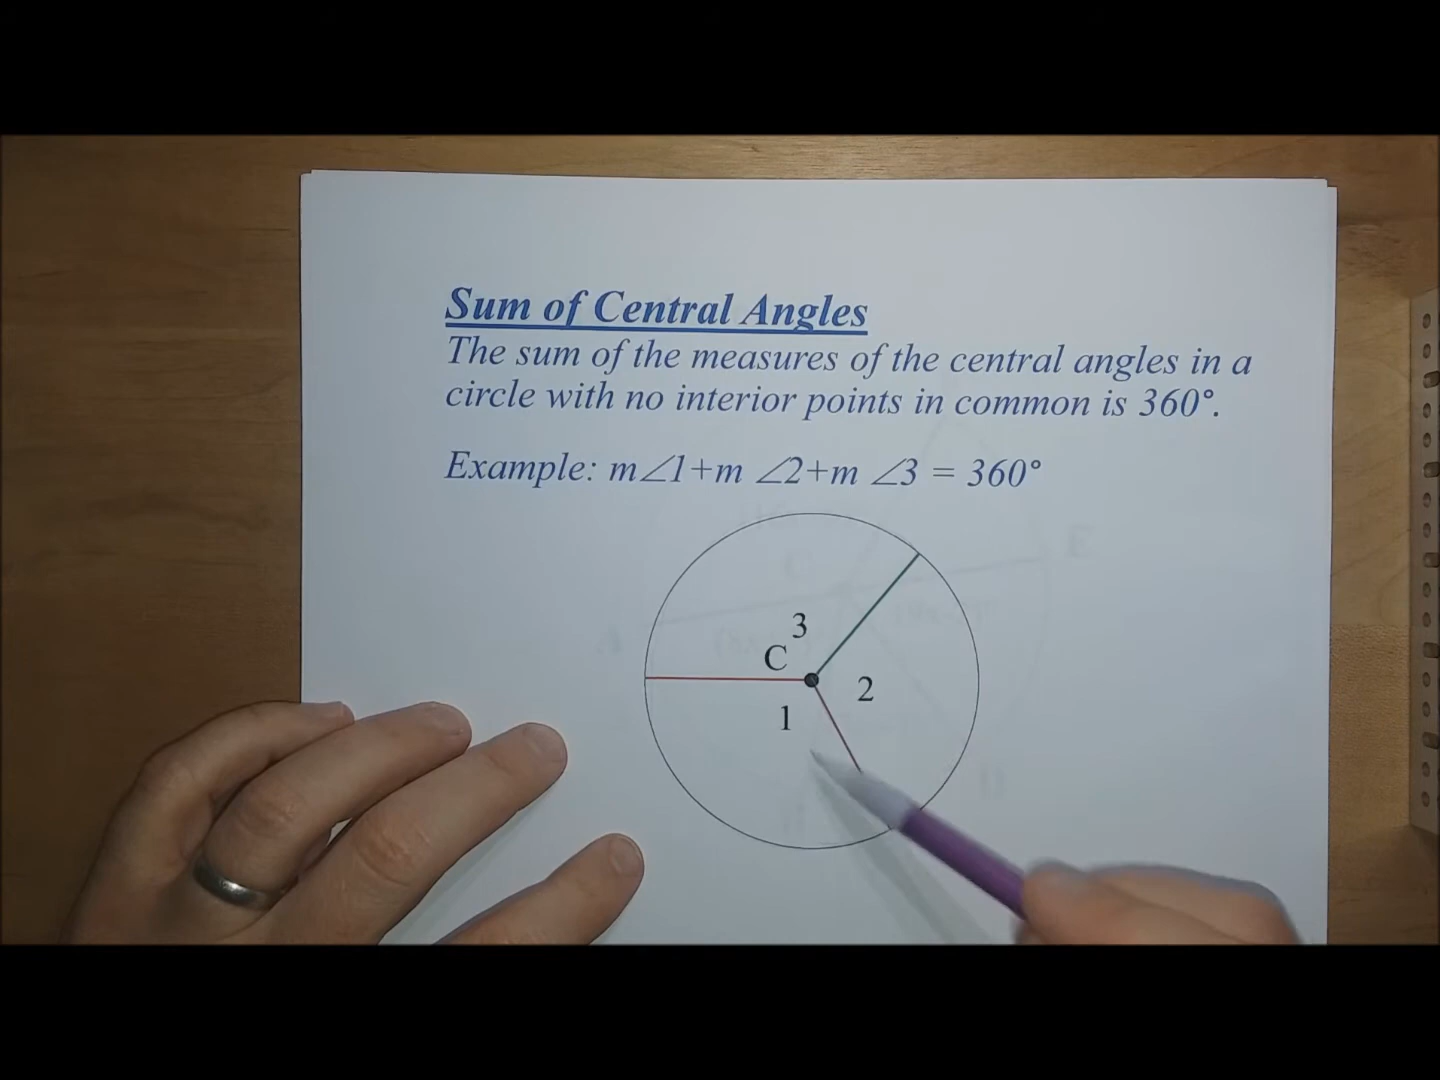 Sum of Central Angles
The sum of the measures of the central angles in a
circle with no interior points in common is 360°.
Example: m∠1+m ∠2+m ∠3 = 360°
3
C
2
1